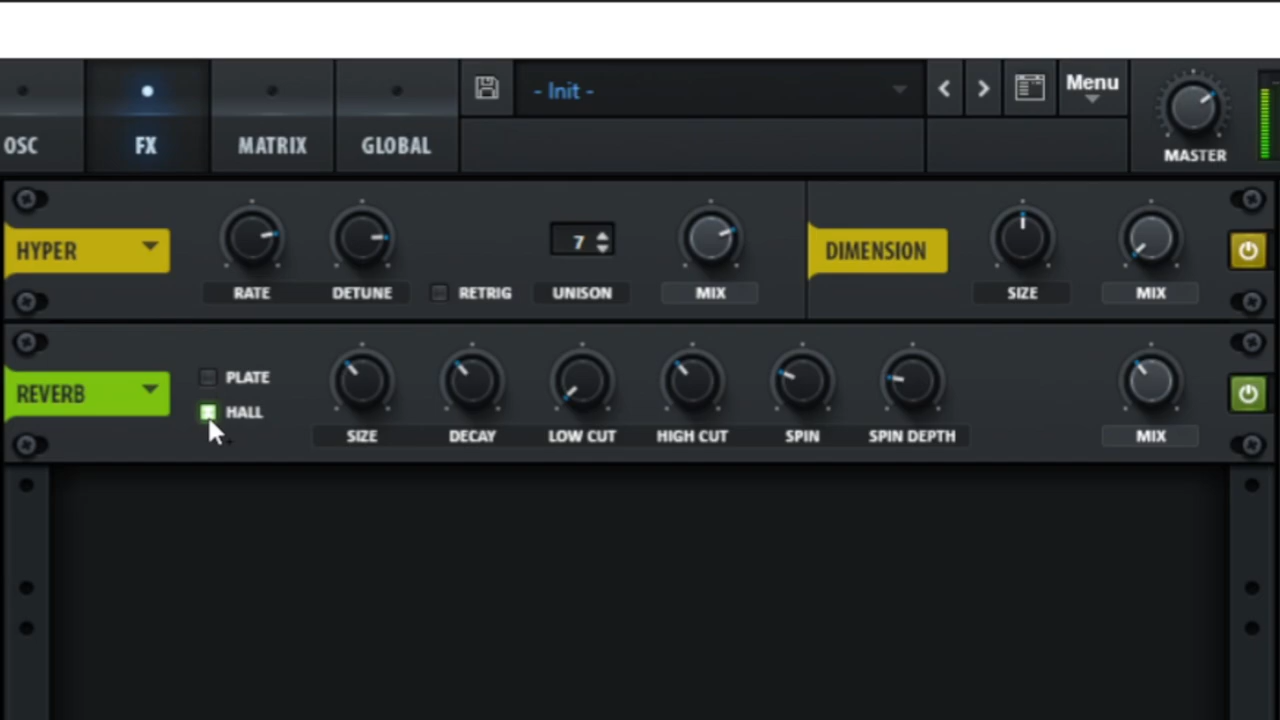 - Init -
Menu
OSC
FX
MATRIX
GLOBAL
MASTER
HYPER
7
DIMENSION
RATE
DETUNE
RETRIG
UNISON
MIX
SIZE
MIX
REVERB
PLATE
HALL
SIZE
DECAY
LOW CUT
HIGH CUT
SPIN
SPIN DEPTH
MIX